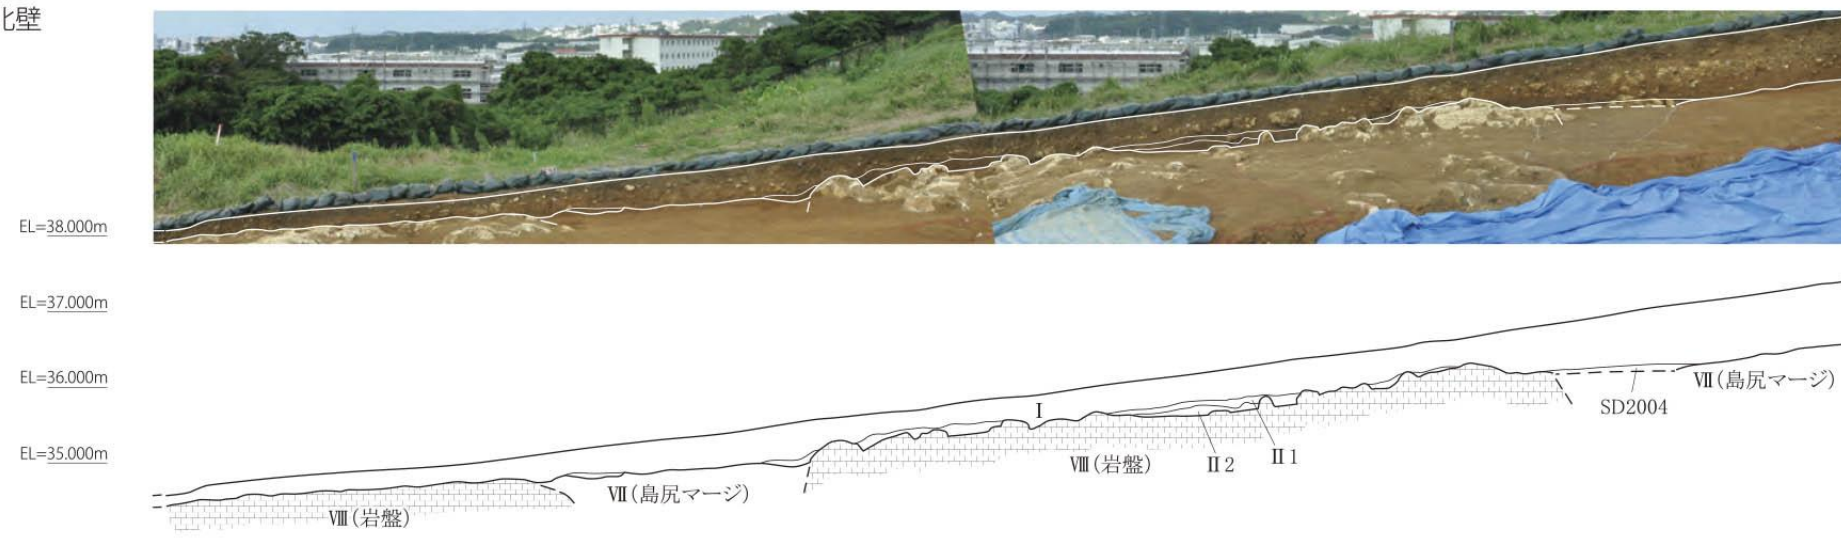 北壁
EL=38.000m
EL=37.000m
EL=36.000m
EL=35.000m
Ⅰ
Ⅶ(島尻マージ)
SD2004
Ⅷ(岩盤)
Ⅱ2
Ⅱ1
Ⅶ(島尻マージ)
Ⅷ(岩盤)